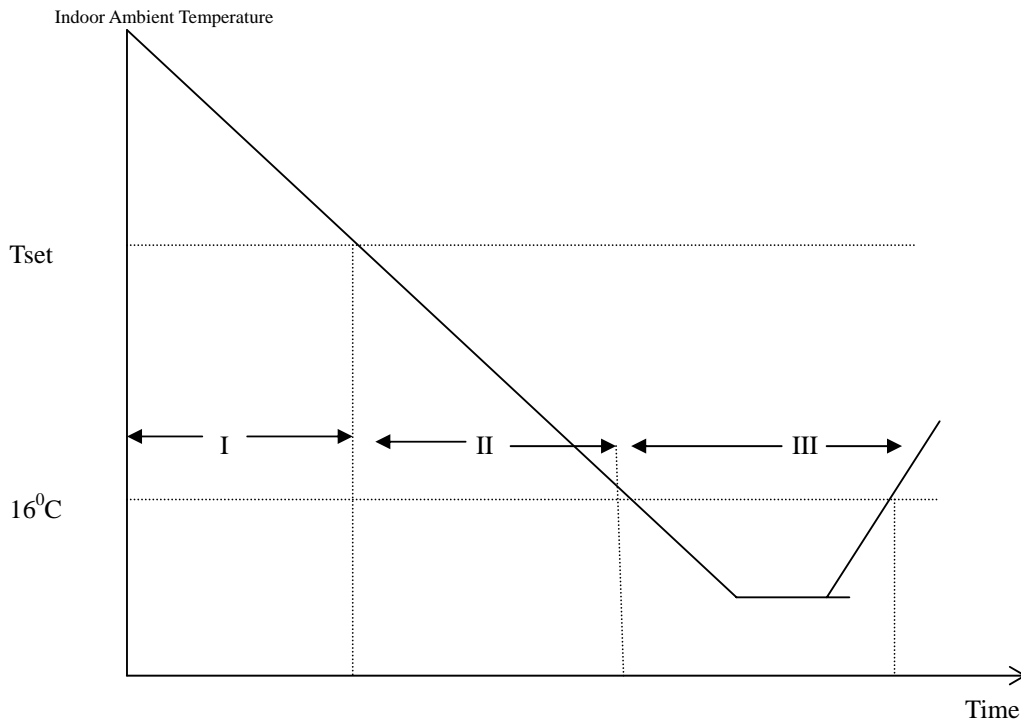 Indoor Ambient Temperature
Tset
I
II
III
16⁰C
Time